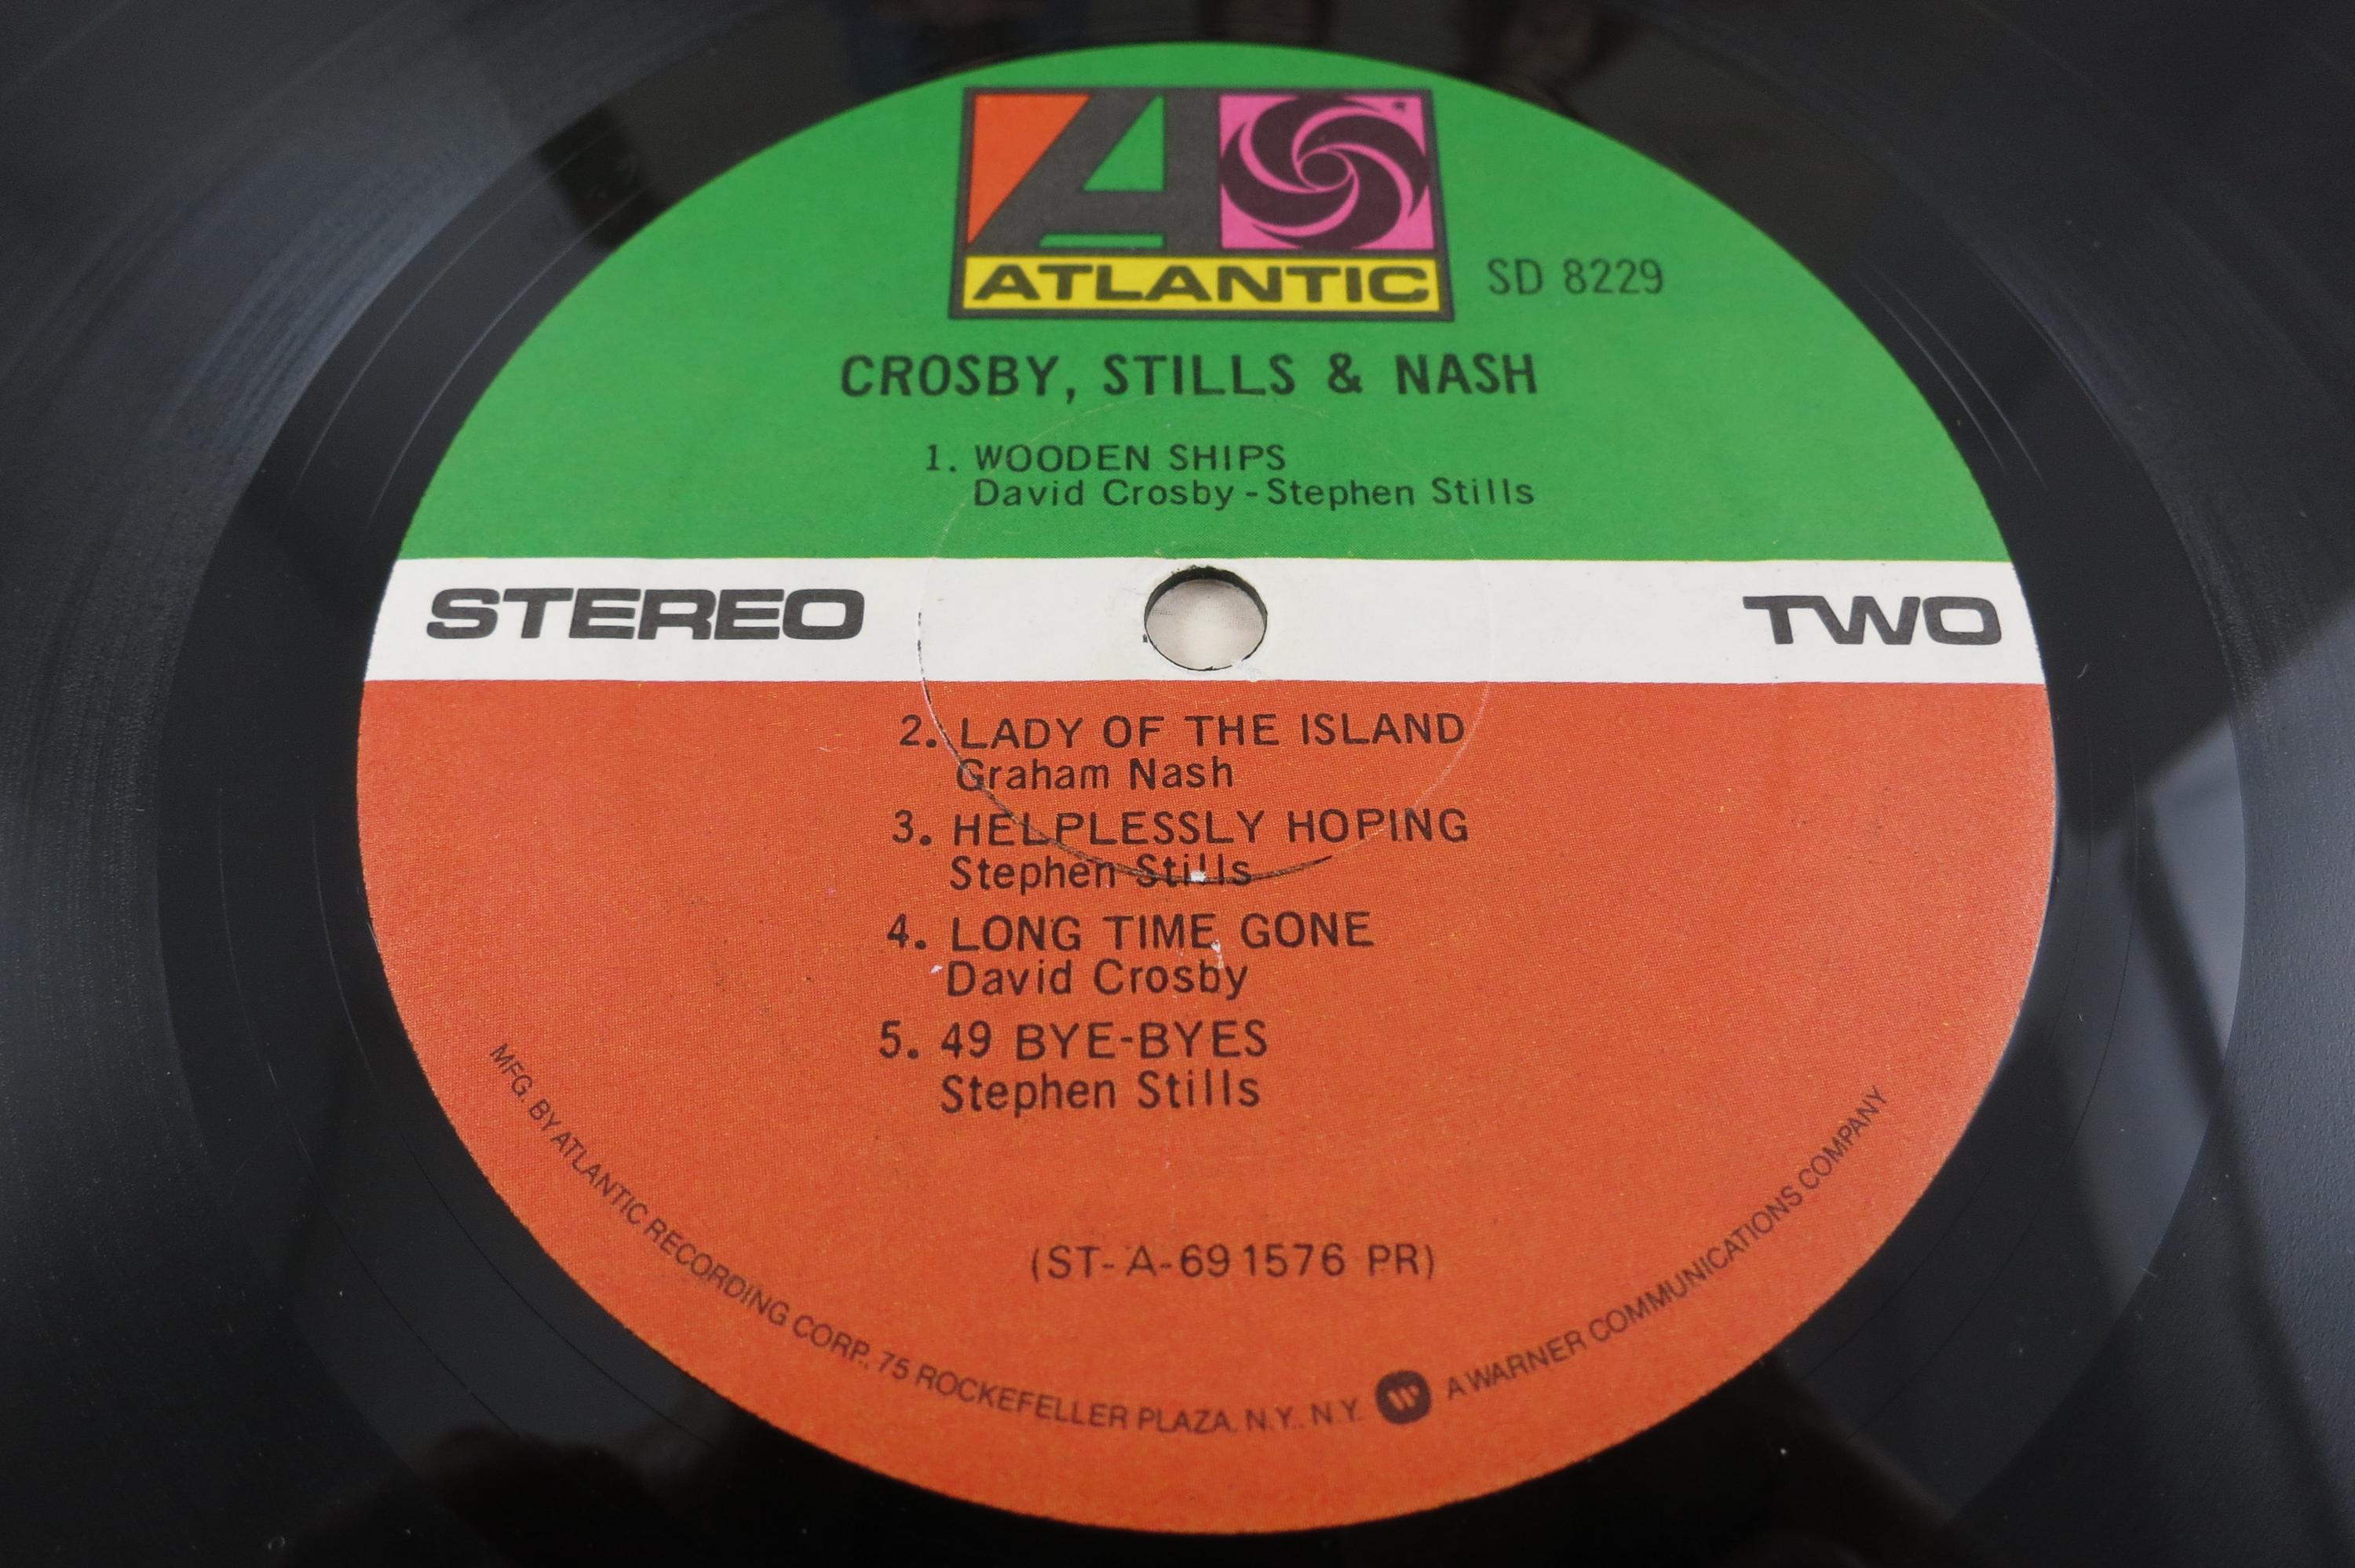 ATLANTIC
SD 8229
CROSBY, STILLS & NASH
1. WOODEN SHIPS
David Crosby - Stephen Stills
STEREO
TWO
2. LADY OF THE ISLAND
Graham Nash
3. HELPLESSLY HOPING
Stephen Stills
4. LONG TIME GONE
David Crosby
5. 49 BYE-BYES
Stephen Stills
(ST-A-691576 PR)
MFG. BY ATLANTIC RECORDING CORP., 75 ROCKEFELLER PLAZA, N.Y., N.Y. W A WARNER COMMUNICATIONS COMPANY